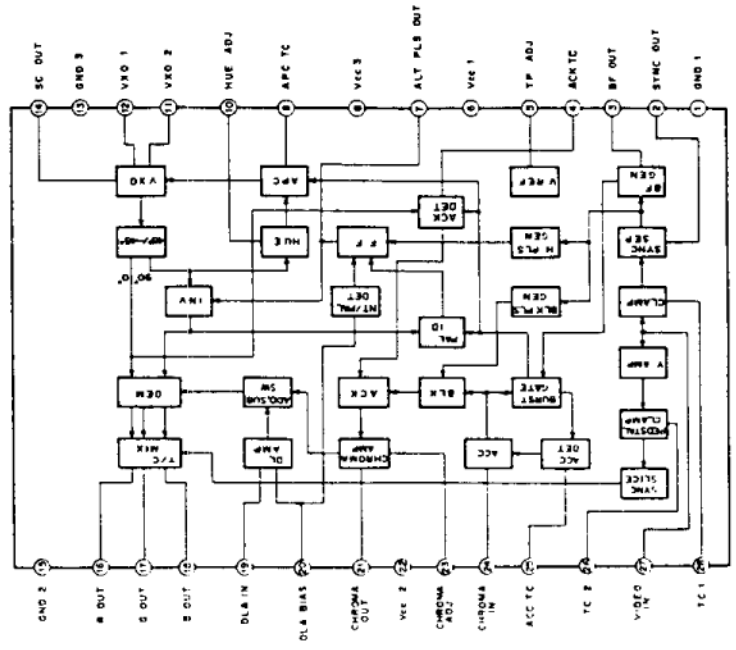 SC OUT
GND 3
VXO 1
VXO 2
HUE ADJ
APC TC
Vcc 3
ALT PLS OUT
Vcc 1
TP ADJ
ACK TC
BF OUT
SYNC OUT
GND 1
14
13
12
11
10
9
8
7
6
5
4
3
2
1
VXO
APC
ACK DET
V REF
BF GEN
HUE
F F
H PLS GEN
SYNC SEP
90° 0°
INV
NT/PAL DET
PAL ID
BLK PLS GEN
CLAMP
Y AMP
DEM
ADD, SUB SW
ACK
BLK
BURST GATE
PEDSTAL CLAMP
Y/C MIX
DL AMP
CHROMA AMP
ACC
ACC DET
SYNC SLICE
15
16
17
18
19
20
21
22
23
24
25
26
27
28
GND 2
R OUT
G OUT
B OUT
DLA IN
DLA BIAS
CHROMA OUT
Vcc 2
CHROMA ADJ
CHROMA IN
ACC TC
TC 2
VIDEO IN
TC 1